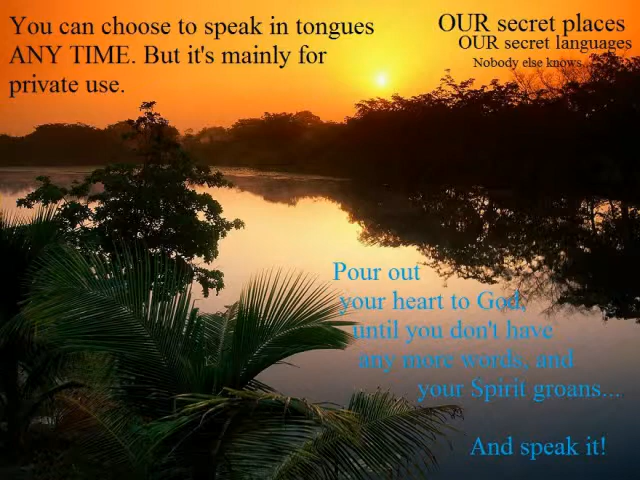 You can choose to speak in tongues
ANY TIME. But it's mainly for
private use.
OUR secret places
OUR secret languages
Nobody else knows...
Pour out
your heart to God,
until you don't have
any more words, and
your Spirit groans...
And speak it!